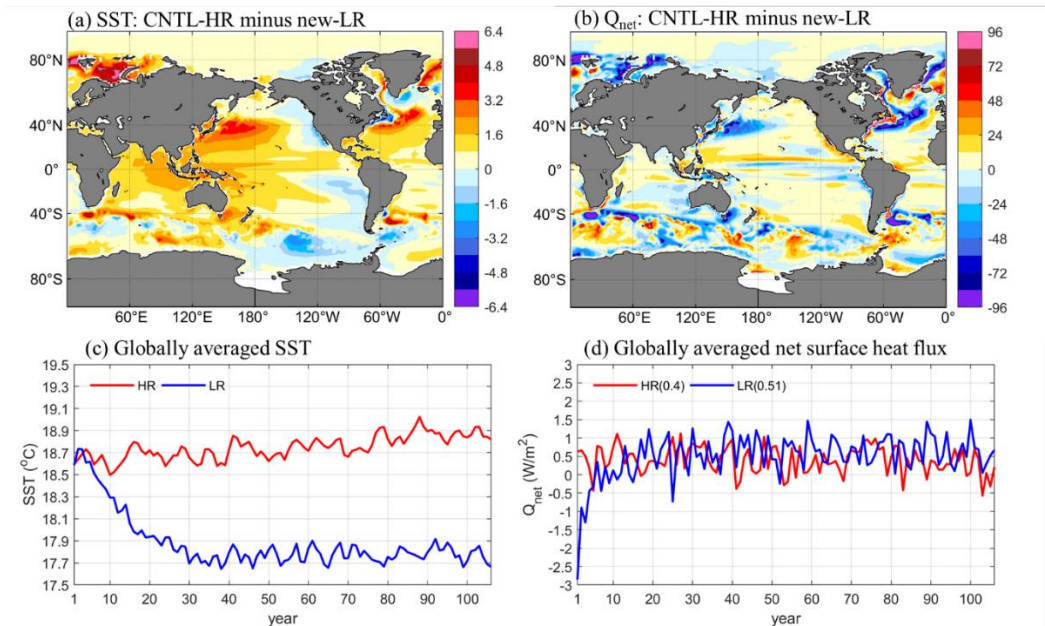 (a) SST: CNTL-HR minus new-LR
80°N
40°N
0°
40°S
80°S
60°E 120°E 180° 120°W 60°W 0°
6.4
4.8
3.2
1.6
0
-1.6
-3.2
-4.8
-6.4
(b) Qnet: CNTL-HR minus new-LR
80°N
40°N
0°
40°S
80°S
60°E 120°E 180° 120°W 60°W 0°
96
72
48
24
0
-24
-48
-72
-96
(c) Globally averaged SST
HR LR
19.5
19.3
19.1
18.9
18.7
18.5
18.3
18.1
17.9
17.7
17.5
SST (°C)
1 10 20 30 40 50 60 70 80 90 100
year
(d) Globally averaged net surface heat flux
HR(0.4) LR(0.51)
3
2.5
2
1.5
1
0.5
0
-0.5
-1
-1.5
-2
-2.5
-3
Qnet (W/m²)
1 10 20 30 40 50 60 70 80 90 100
year